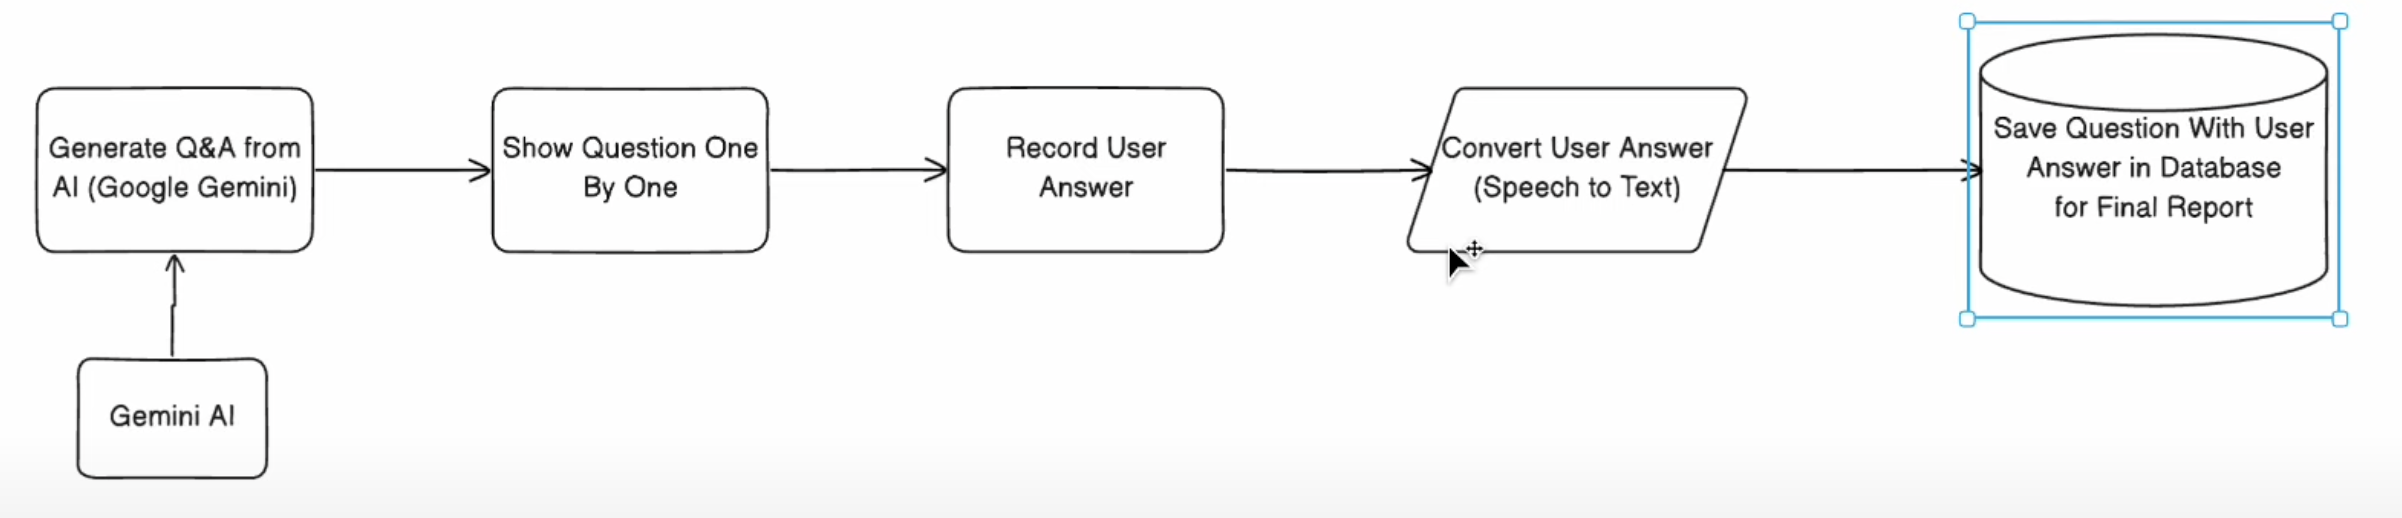 Generate Q&A from
AI (Google Gemini)
Show Question One
By One
Record User
Answer
Convert User Answer
(Speech to Text)
Save Question With User
Answer in Database
for Final Report
Gemini AI